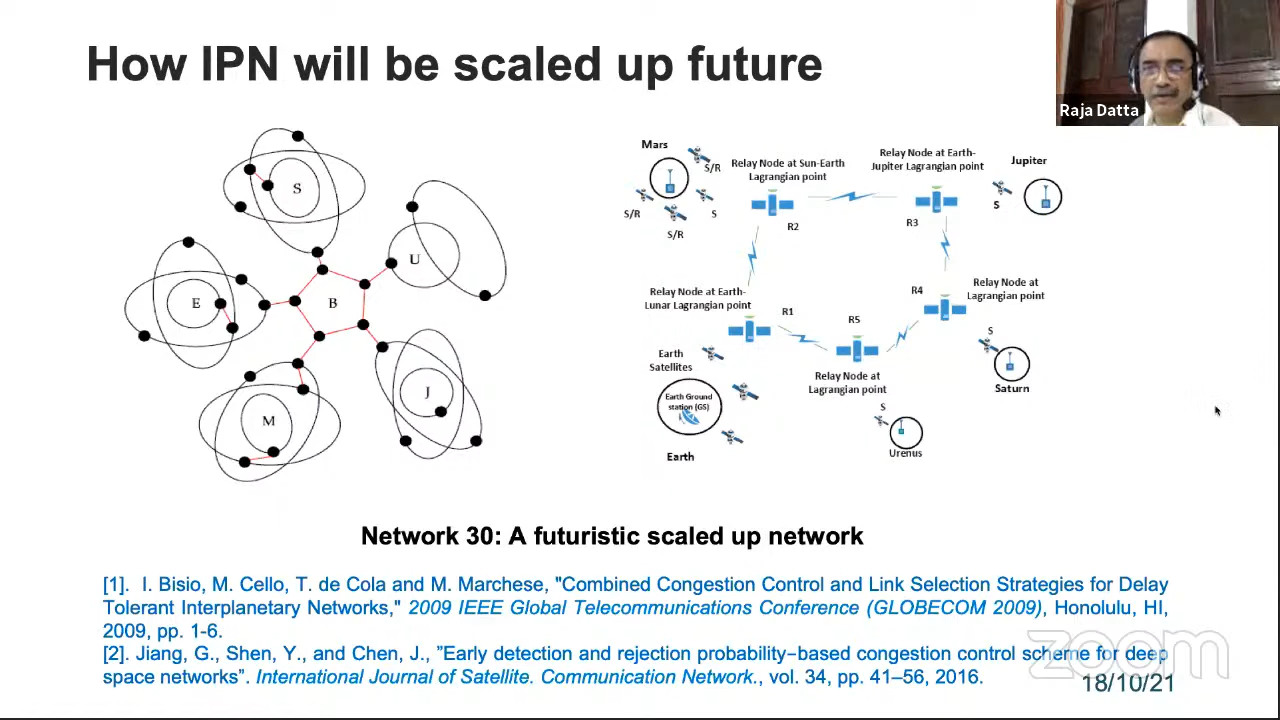 How IPN will be scaled up future
Raja Datta
S
U
E
B
M
J
Mars
S/R
S/R
S
S/R
Relay Node at Sun-Earth
Lagrangian point
R2
Relay Node at Earth-
Jupiter Lagrangian point
R3
Jupiter
S
Relay Node at Earth-
Lunar Lagrangian point
R1
R5
R4
Relay Node at
Lagrangian point
Earth
Satellites
Relay Node at
Lagrangian point
S
Saturn
Earth Ground
station (GS)
Earth
S
Urenus
Network 30: A futuristic scaled up network
[1]. I. Bisio, M. Cello, T. de Cola and M. Marchese, "Combined Congestion Control and Link Selection Strategies for Delay
Tolerant Interplanetary Networks," 2009 IEEE Global Telecommunications Conference (GLOBECOM 2009), Honolulu, HI,
2009, pp. 1-6.
[2]. Jiang, G., Shen, Y., and Chen, J., ”Early detection and rejection probability–based congestion control scheme for deep
space networks”. International Journal of Satellite. Communication Network., vol. 34, pp. 41–56, 2016.
zoom
18/10/21